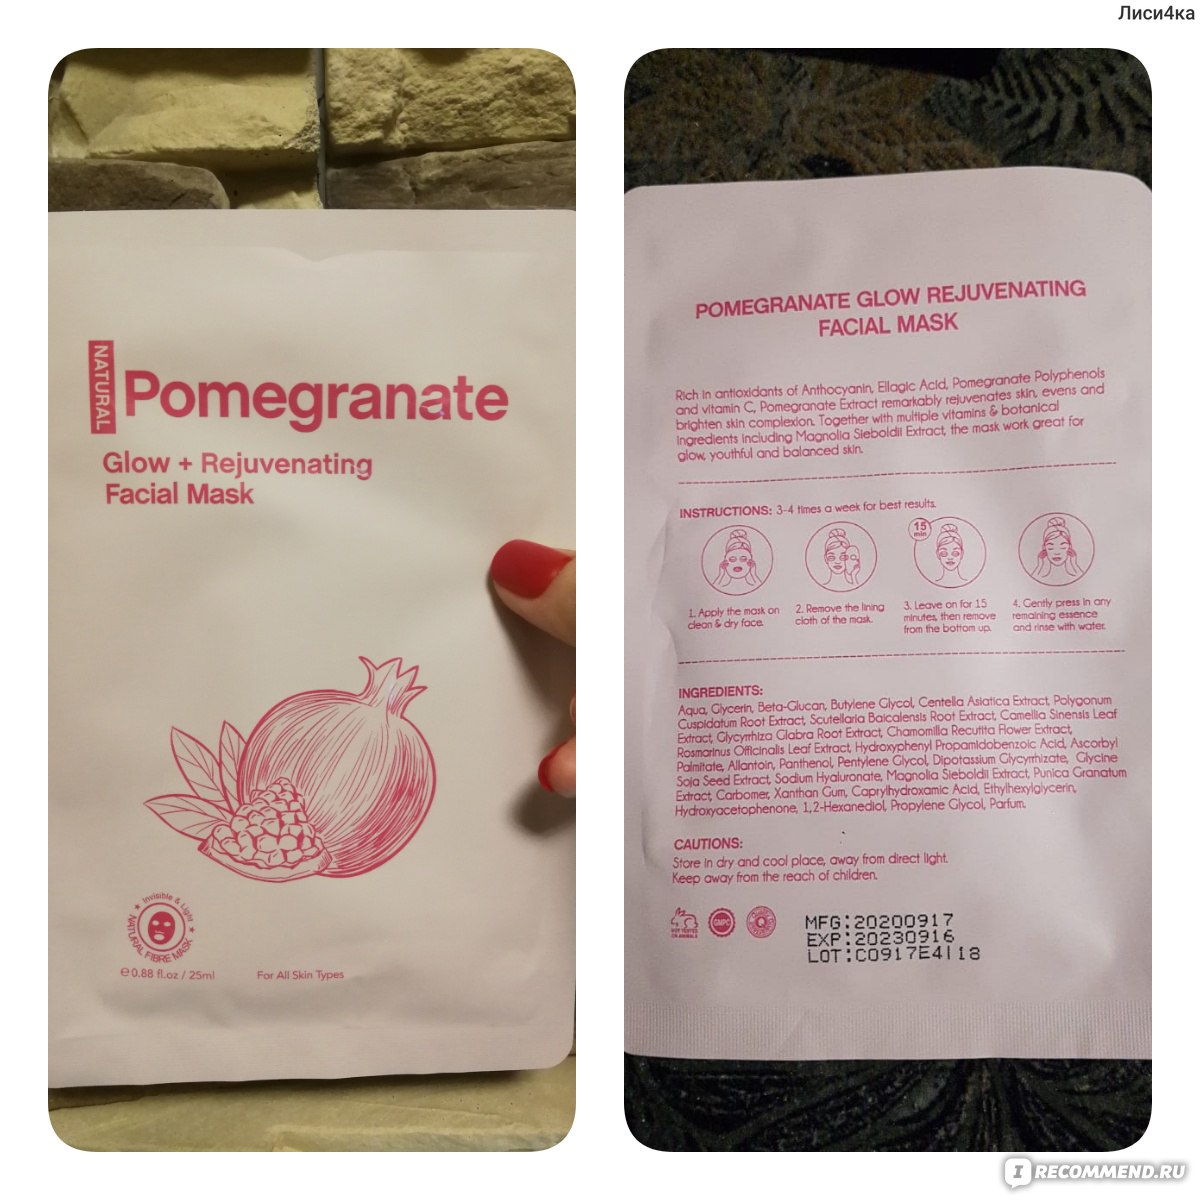 Лиси4ка
NATURAL
Pomegranate
Glow + Rejuvenating
Facial Mask
★ Invisible & Light ★
NATURAL FIBRE MASK
℮0.88 fl.oz / 25ml
For All Skin Types
POMEGRANATE GLOW REJUVENATING
FACIAL MASK
Rich in antioxidants of Anthocyanin, Ellagic Acid, Pomegranate Polyphenols
and vitamin C, Pomegranate Extract remarkably rejuvenates skin, evens and
brighten skin complexion. Together with multiple vitamins & botanical
ingredients including Magnolia Sieboldii Extract, the mask work great for
glow, youthful and balanced skin.
INSTRUCTIONS: 3-4 times a week for best results.
15
min
1. Apply the mask on
clean & dry face.
2. Remove the lining
cloth of the mask.
3. Leave on for 15
minutes, then remove
from the bottom up.
4. Gently press in any
remaining essence
and rinse with water.
INGREDIENTS:
Aqua, Glycerin, Beta-Glucan, Butylene Glycol, Centella Asiatica Extract, Polygonum
Cuspidatum Root Extract, Scutellaria Baicalensis Root Extract, Camellia Sinensis Leaf
Extract, Glycyrrhiza Glabra Root Extract, Chamomilla Recutita Flower Extract,
Rosmarinus Officinalis Leaf Extract, Hydroxyphenyl Propamidobenzoic Acid, Ascorbyl
Palmitate, Allantoin, Panthenol, Pentylene Glycol, Dipotassium Glycyrrhizate, Glycine
Soja Seed Extract, Sodium Hyaluronate, Magnolia Sieboldii Extract, Punica Granatum
Extract, Carbomer, Xanthan Gum, Caprylhydroxamic Acid, Ethylhexylglycerin,
Hydroxyacetophenone, 1,2-Hexanediol, Propylene Glycol, Parfum.
CAUTIONS:
Store in dry and cool place, away from direct light.
Keep away from the reach of children.
NOT TESTED
ON ANIMALS
GMPC
MFG:20200917
EXP:20230916
LOT:C0917E4118
I RECOMMEND.RU